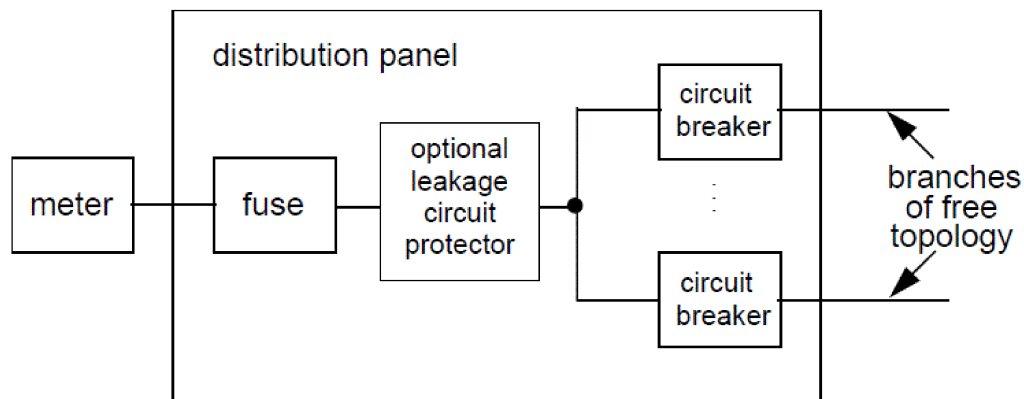 distribution panel
meter
fuse
optional
leakage
circuit
protector
circuit
breaker
circuit
breaker
branches
of free
topology